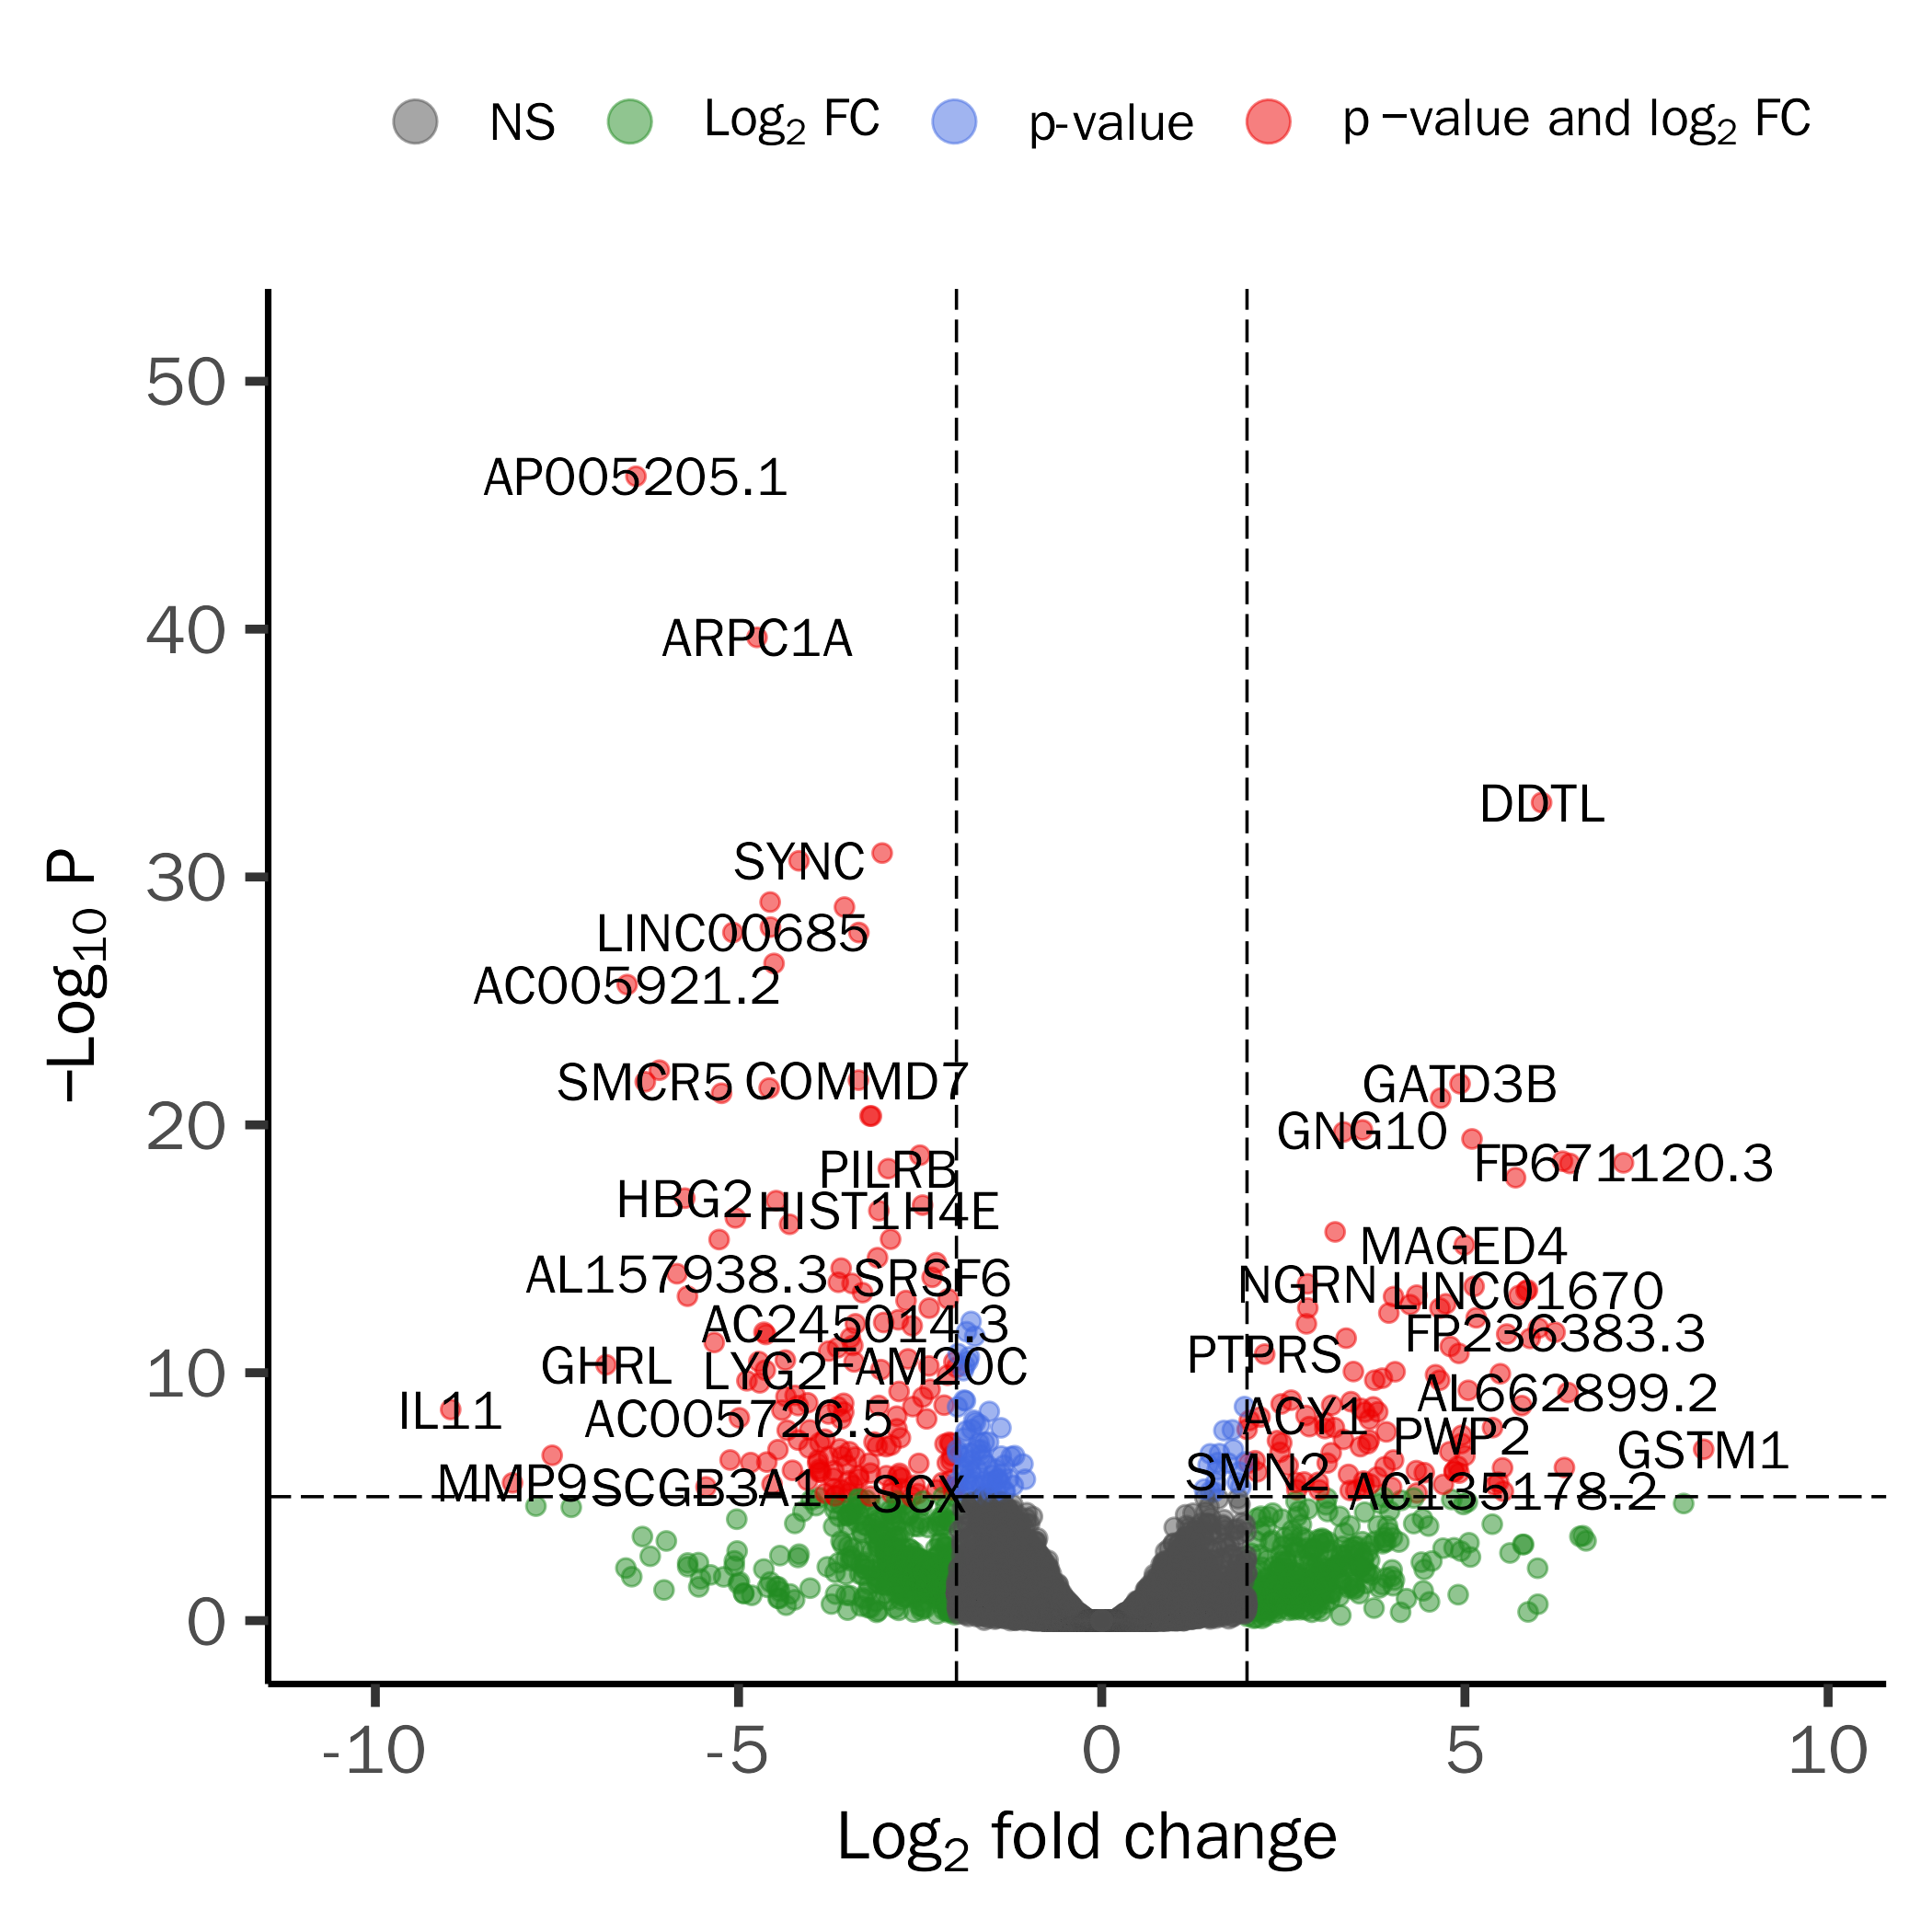 NS Log2 FC p-value p −value and log2 FC
50
AP005205.1
40
ARPC1A
DDTL
30
SYNC
LINC00685
AC005921.2
−Log10 P
SMCR5 COMMD7 GATD3B
20
GNG10
FP671120.3
PILRB
HBG2 HIST1H4E
MAGED4
AL157938.3 SRSF6 NGRN LINC01670
AC245014.3 FP236383.3
PTPRS
10
GHRL LYG2 FAM20C
AL662899.2
IL11 AC005726.5 ACY1
PWP2 GSTM1
SMN2
MMP9 SCGB3A1 SCX AC135178.2
0
-10 -5 0 5 10
Log2 fold change